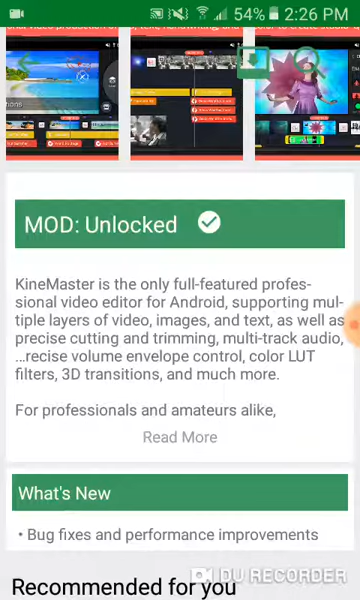 54% 2:26 PM
MOD: Unlocked
KineMaster is the only full-featured profes-
sional video editor for Android, supporting mul-
tiple layers of video, images, and text, as well as
precise cutting and trimming, multi-track audio,
...recise volume envelope control, color LUT
filters, 3D transitions, and much more.
For professionals and amateurs alike,
Read More
What's New
• Bug fixes and performance improvements
DU RECORDER
Recommended for you